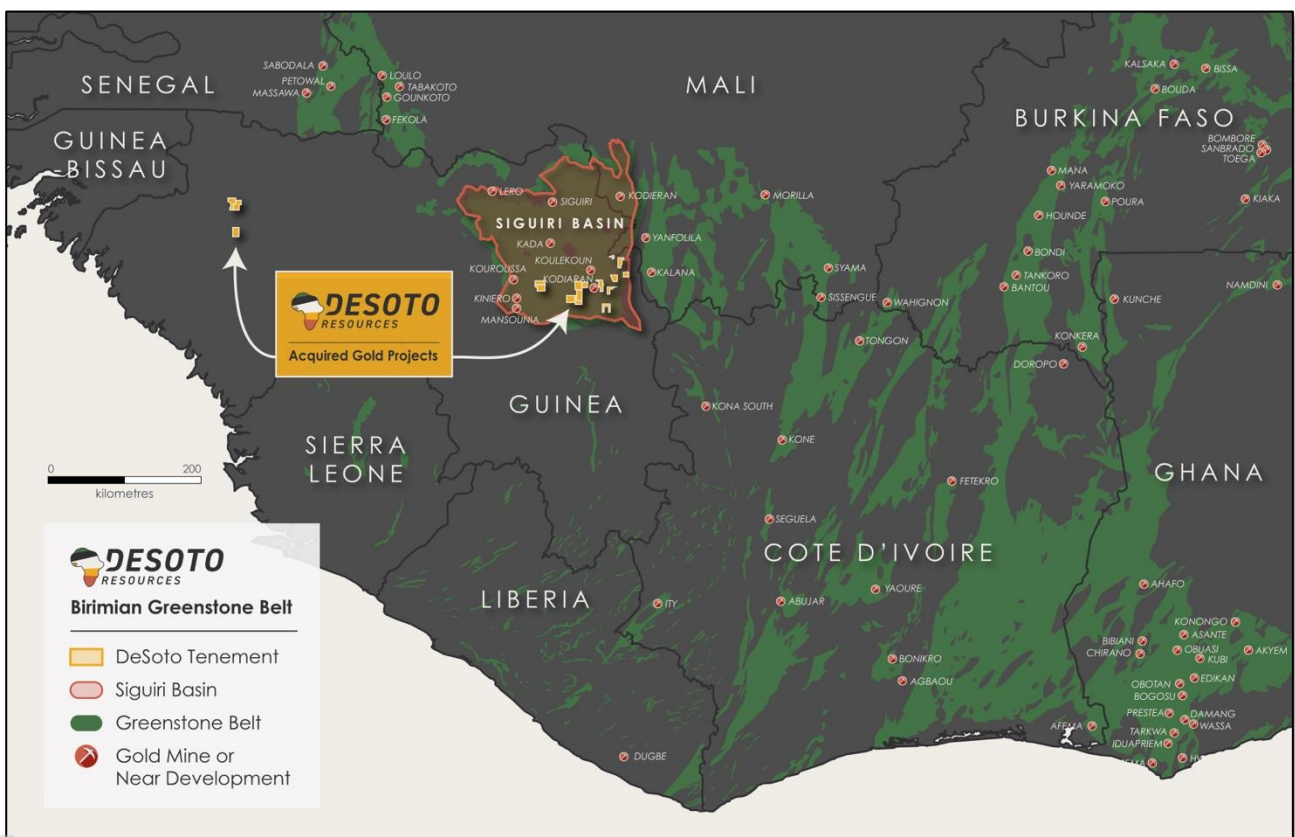 SENEGAL
SABODALA
PETOWAL
MASSAWA
LOULO
TABAKOTO
GOUNKOTO
FEKOLA
MALI
KALSAKA
BISSA
BOUDA
BURKINA FASO
BOMBORE
SANBRADO
TOEGA
GUINEA
-BISSAU
MANA
YARAMOKO
HOUNDE
POURA
KIAKA
LERO
SIGUIRI
KODIERAN
MORILLA
SIGUIRI BASIN
KADA
YANFOLILA
BONDI
KOULEKOUN
KOUROUSSA
KODIARAN
KALANA
SYAMA
TANKORO
BANTOU
NAMDINI
KINIERO
MANSOUNIA
SISSENGUE
WAHIGNON
KUNCHE
DESOTO
RESOURCES
Acquired Gold Projects
TONGON
KONKERA
DOROPO
GUINEA
KONA SOUTH
SIERRA
LEONE
KONE
GHANA
0
200
kilometres
FETEKRO
SEGUELA
COTE D'IVOIRE
DESOTO
RESOURCES
Birimian Greenstone Belt
DeSoto Tenement
Siguiri Basin
Greenstone Belt
Gold Mine or
Near Development
LIBERIA
ITY
ABUJAR
YAOURE
AHAFO
KONONGO
ASANTE
BIBIANI
CHIRANO
OBUASI
KUBI
AKYEM
BONIKRO
AGBAOU
EDIKAN
OBOTAN
BOGOSU
PRESTEA
DAMANG
WASSA
AFEMA
TARKWA
IDUAPRIEM
DUGBE